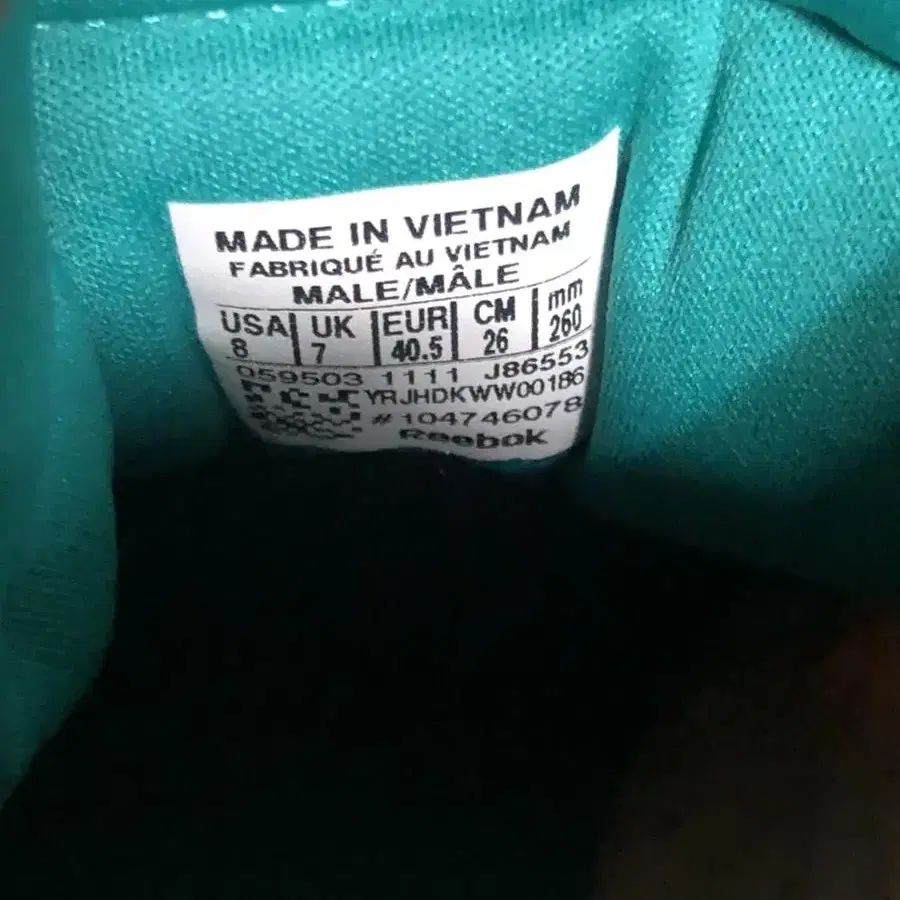 MADE IN VIETNAM
FABRIQUÉ AU VIETNAM
MALE/MÂLE
USA UK EUR CM mm
8 7 40.5 26 260
059503 1111 J86553
YRJHDKWW00186
#104746078
Reebok